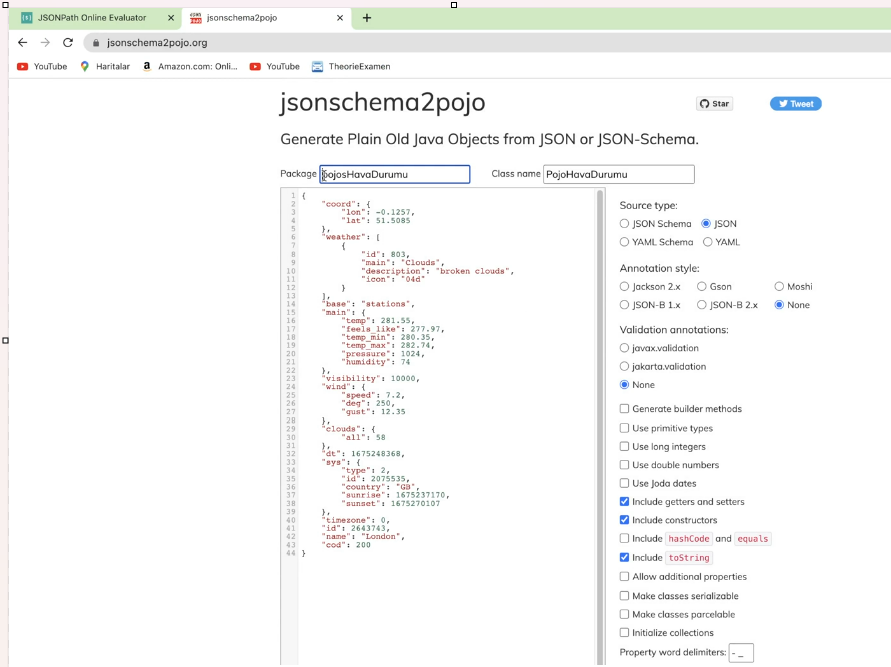 JSONPath Online Evaluator
jsonschema2pojo
jsonschema2pojo.org
YouTube
Haritalar
Amazon.com: Onli...
YouTube
TheorieExamen
jsonschema2pojo
Star
Tweet
Generate Plain Old Java Objects from JSON or JSON-Schema.
Package pojosHavaDurumu
Class name PojoHavaDurumu
1 {
2 "coord": {
3 "lon": -0.1257,
4 "lat": 51.5085
5 },
6 "weather": [
7 {
8 "id": 803,
9 "main": "Clouds",
10 "description": "broken clouds",
11 "icon": "04d"
12 }
13 ],
14 "base": "stations",
15 "main": {
16 "temp": 281.55,
17 "feels_like": 277.97,
18 "temp_min": 280.35,
19 "temp_max": 282.74,
20 "pressure": 1024,
21 "humidity": 74
22 },
23 "visibility": 10000,
24 "wind": {
25 "speed": 7.2,
26 "deg": 250,
27 "gust": 12.35
28 },
29 "clouds": {
30 "all": 58
31 },
32 "dt": 1675248368,
33 "sys": {
34 "type": 2,
35 "id": 2075535,
36 "country": "GB",
37 "sunrise": 1675237170,
38 "sunset": 1675270107
39 },
40 "timezone": 0,
41 "id": 2643743,
42 "name": "London",
43 "cod": 200
44 }
Source type:
JSON Schema JSON
YAML Schema YAML
Annotation style:
Jackson 2.x Gson Moshi
JSON-B 1.x JSON-B 2.x None
Validation annotations:
javax.validation
jakarta.validation
None
Generate builder methods
Use primitive types
Use long integers
Use double numbers
Use Joda dates
Include getters and setters
Include constructors
Include hashCode and equals
Include toString
Allow additional properties
Make classes serializable
Make classes parcelable
Initialize collections
Property word delimiters: - _